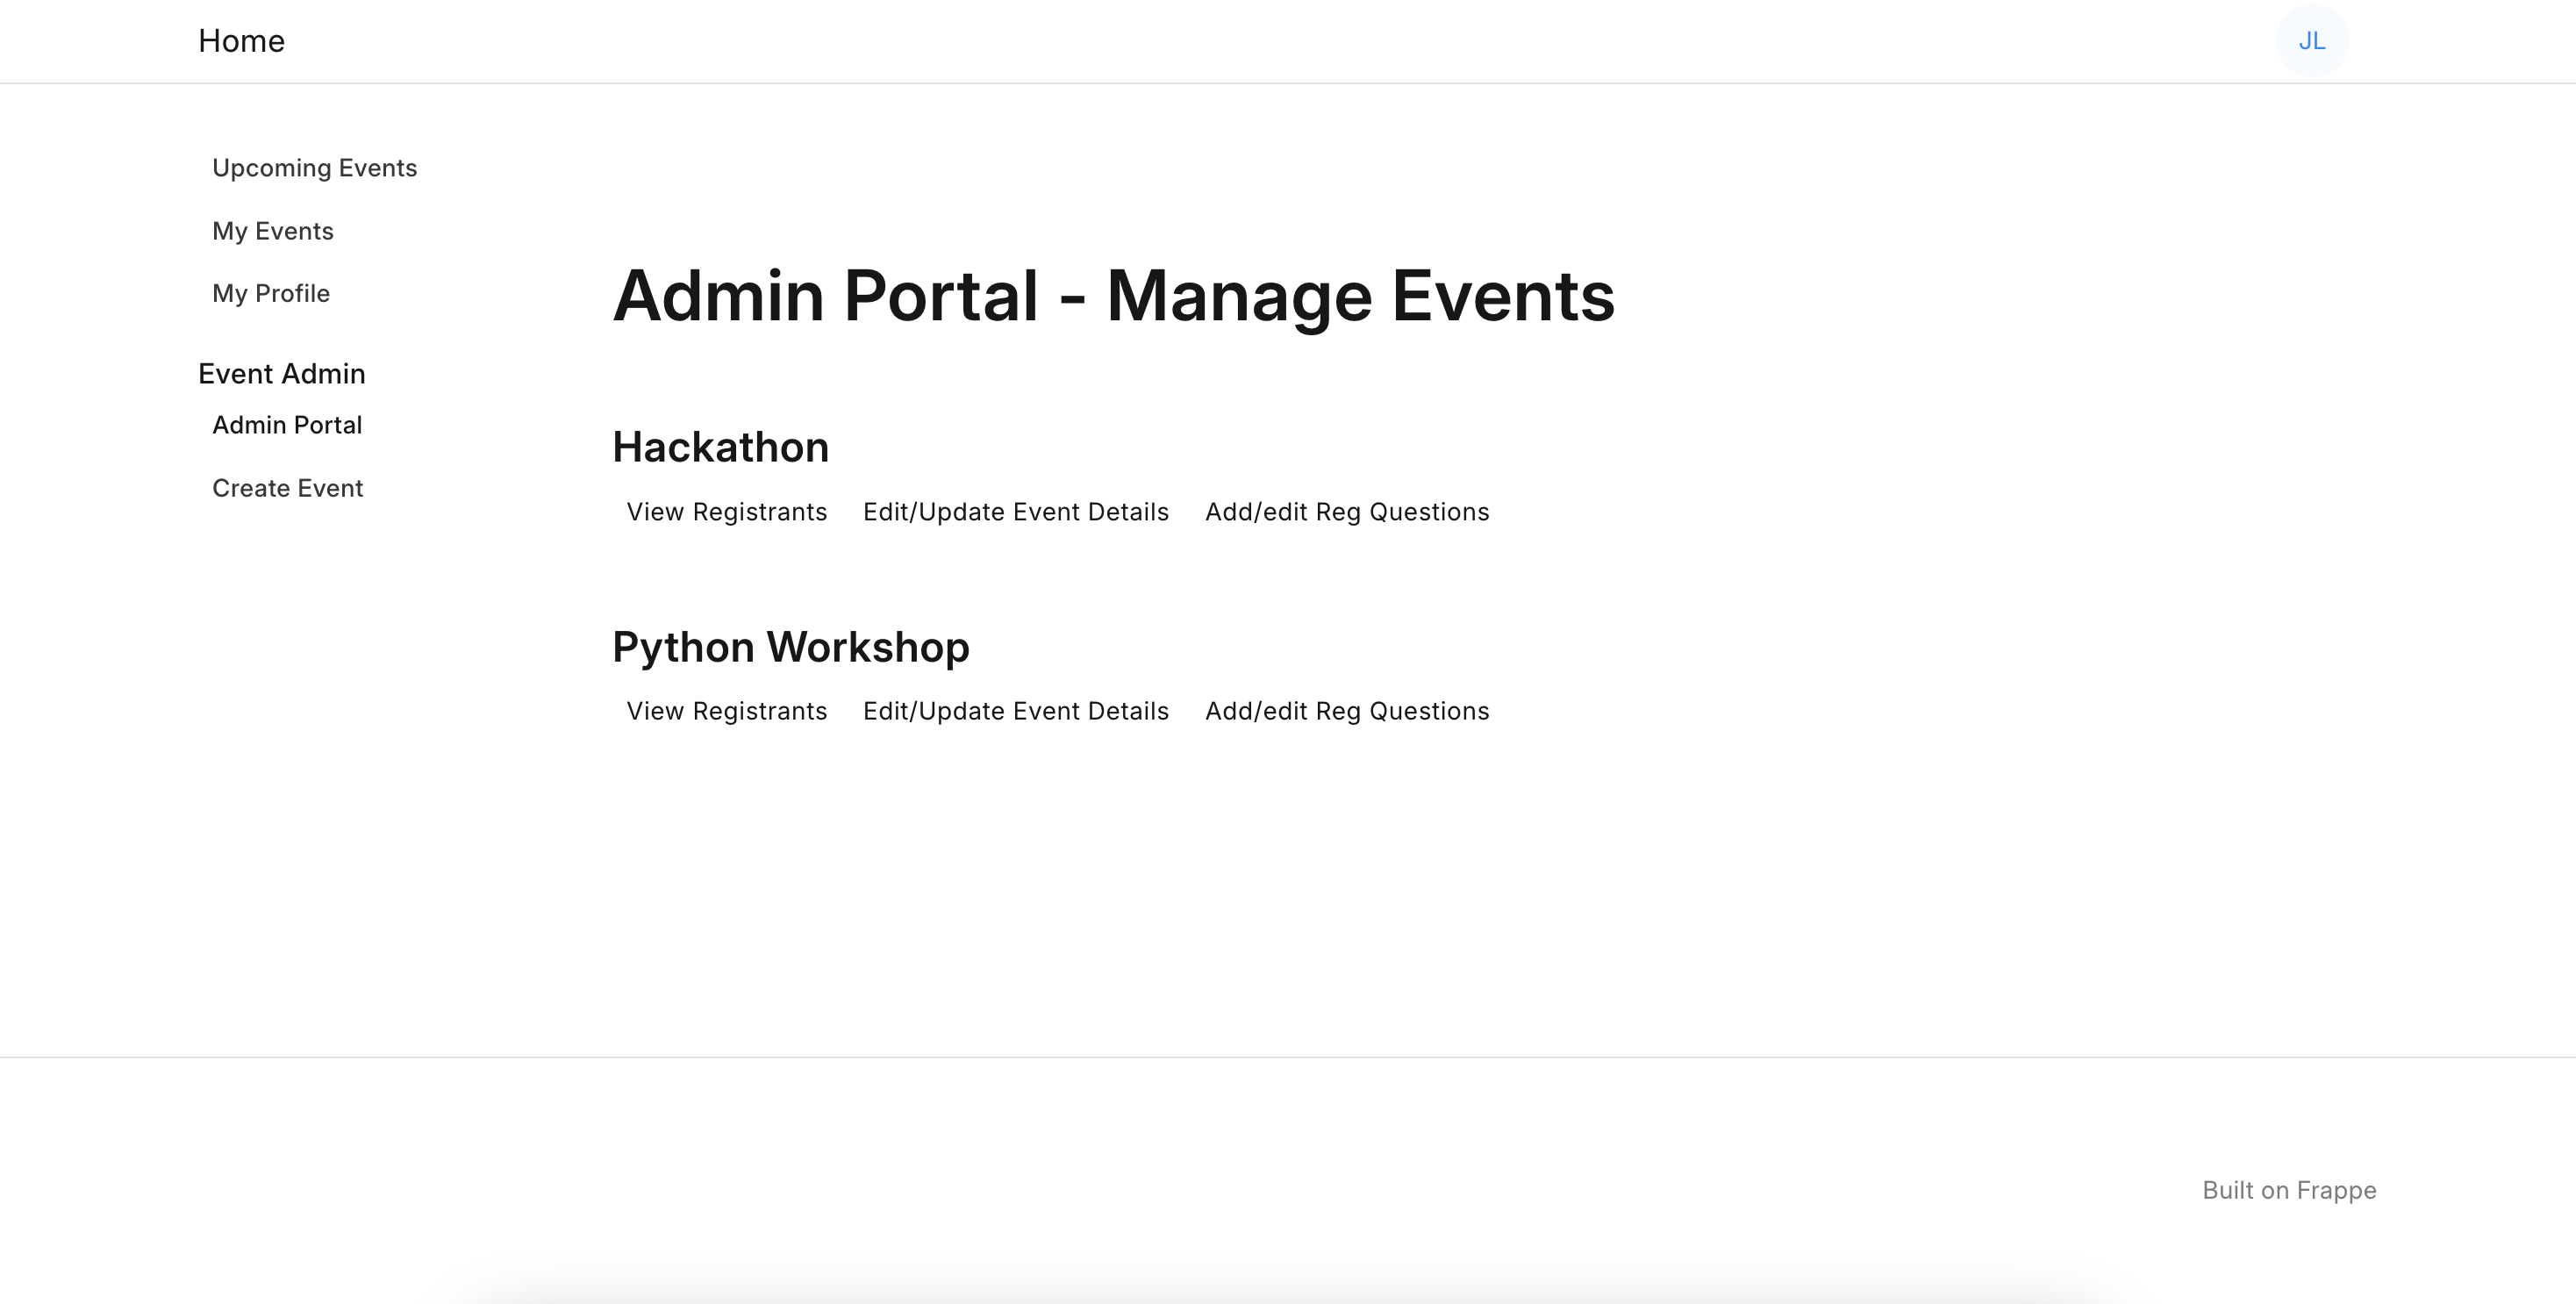 Home
JL
Upcoming Events
My Events
My Profile
Event Admin
Admin Portal
Create Event
Admin Portal - Manage Events
Hackathon
View Registrants Edit/Update Event Details Add/edit Reg Questions
Python Workshop
View Registrants Edit/Update Event Details Add/edit Reg Questions
Built on Frappe